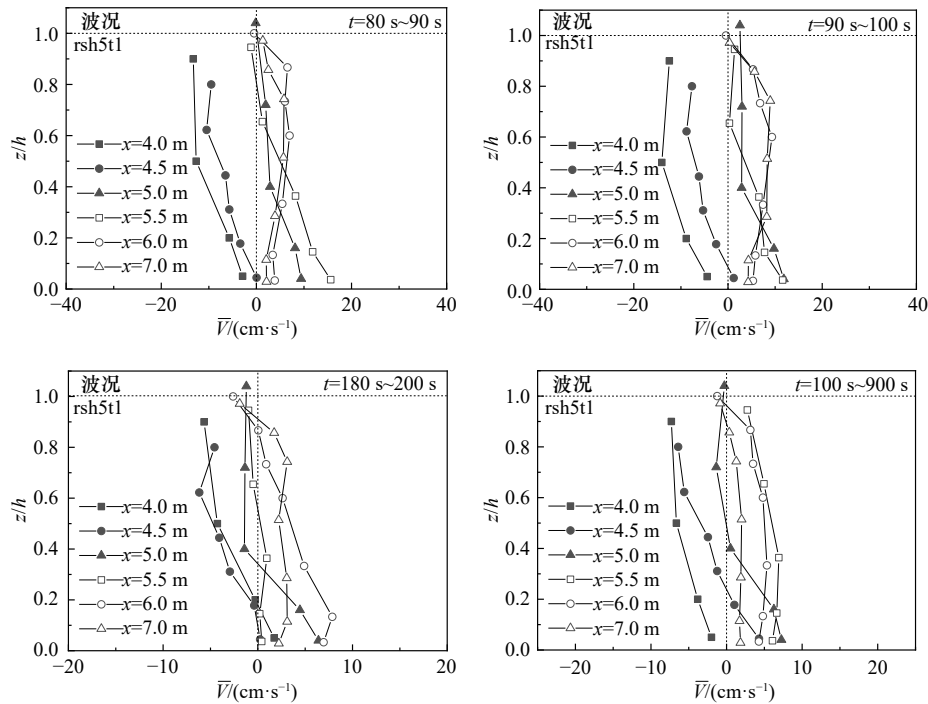 波况
rsh5t1
t=80 s~90 s
1.0
0.8
0.6
0.4
0.2
0.0
z/h
x=4.0 m
x=4.5 m
x=5.0 m
x=5.5 m
x=6.0 m
x=7.0 m
−40
−20
0
20
40
V̅/(cm·s⁻¹)
波况
rsh5t1
t=90 s~100 s
1.0
0.8
0.6
0.4
0.2
0.0
z/h
x=4.0 m
x=4.5 m
x=5.0 m
x=5.5 m
x=6.0 m
x=7.0 m
−40
−20
0
20
40
V̅/(cm·s⁻¹)
波况
rsh5t1
t=180 s~200 s
1.0
0.8
0.6
0.4
0.2
0.0
z/h
x=4.0 m
x=4.5 m
x=5.0 m
x=5.5 m
x=6.0 m
x=7.0 m
−20
−10
0
10
20
V̅/(cm·s⁻¹)
波况
rsh5t1
t=100 s~900 s
1.0
0.8
0.6
0.4
0.2
0.0
z/h
x=4.0 m
x=4.5 m
x=5.0 m
x=5.5 m
x=6.0 m
x=7.0 m
−20
−10
0
10
20
V̅/(cm·s⁻¹)